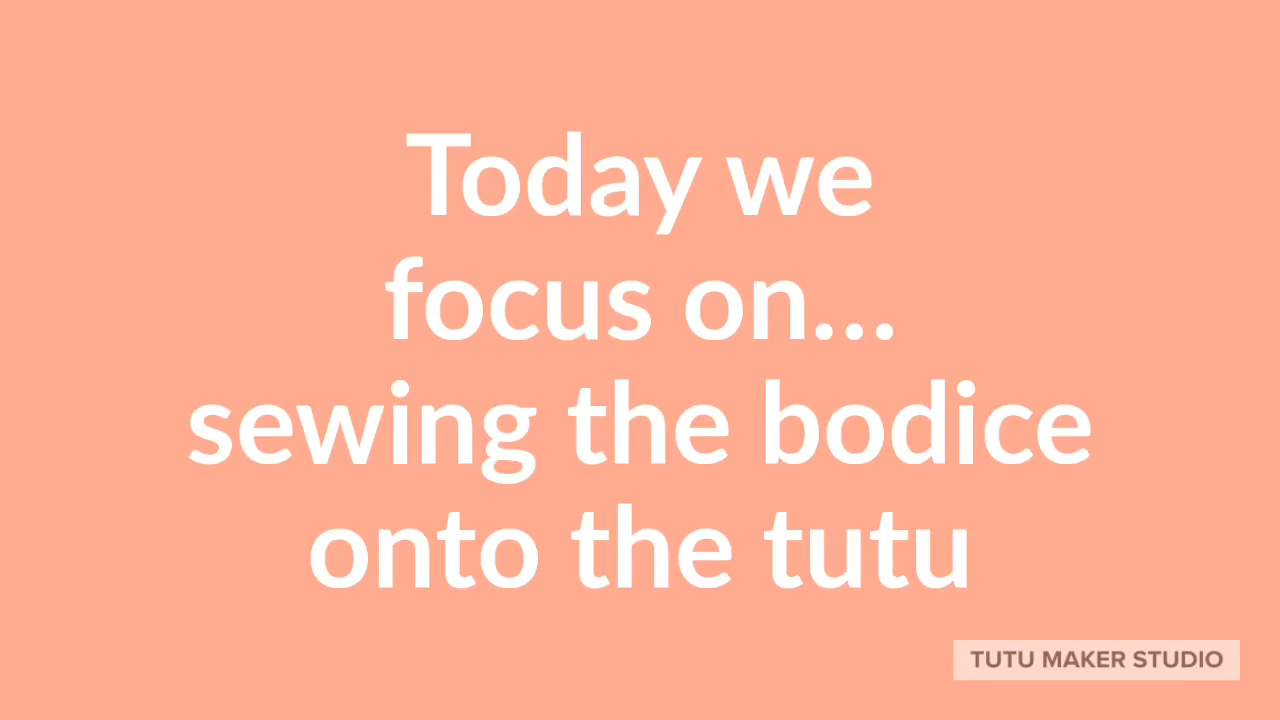 Today we
focus on...
sewing the bodice
onto the tutu
TUTU MAKER STUDIO